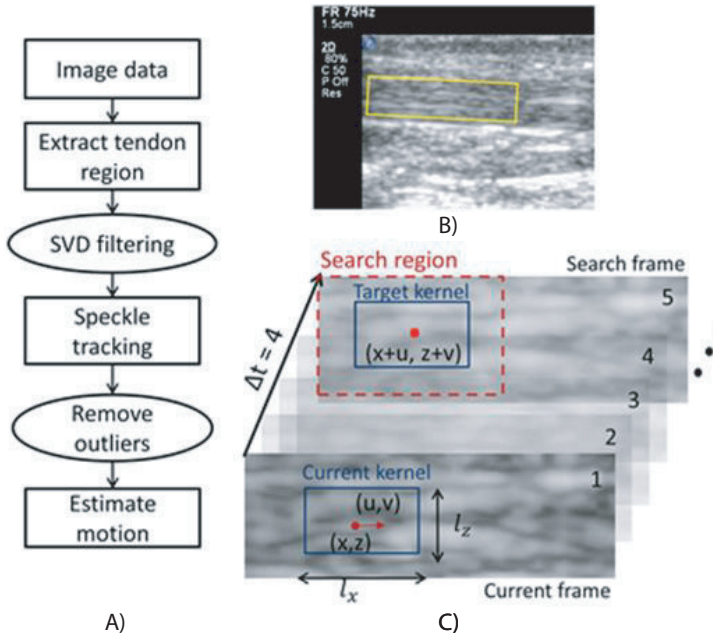 Image data
Extract tendon
region
SVD filtering
Speckle
tracking
Remove
outliers
Estimate
motion
A)
FR 75Hz
1.5cm
2D
80%
C 50
P Off
Res
B)
Search region
Search frame
Target kernel
5
(x+u, z+v)
4
Δt = 4
3
2
Current kernel
1
(u,v)
(x,z)
l_z
l_x
Current frame
C)